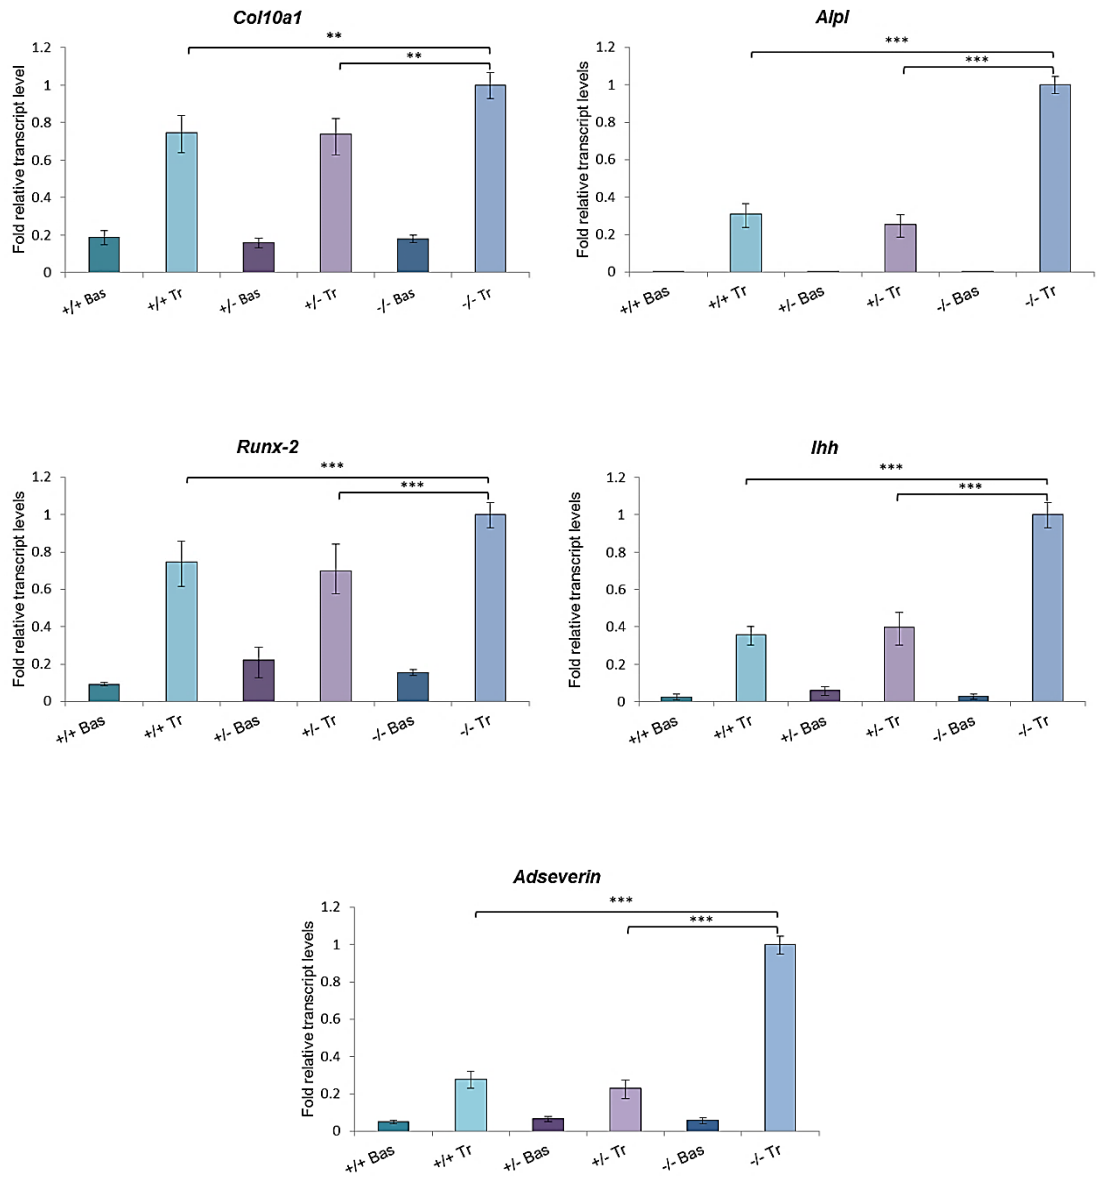 Col10a1
**
**
Fold relative transcript level
1.2
1
0.8
0.6
0.4
0.2
0
+/+ Bas
+/+ Tr
+/- Bas
+/- Tr
-/- Bas
-/- Tr
Alpl
***
***
Fold relative transcript levels
1.2
1
0.8
0.6
0.4
0.2
0
+/+ Bas
+/+ Tr
+/- Bas
+/- Tr
-/- Bas
-/- Tr
Runx-2
***
***
Fold relative transcript levels
1.2
1
0.8
0.6
0.4
0.2
0
+/+ Bas
+/+ Tr
+/- Bas
+/- Tr
-/- Bas
-/- Tr
Ihh
***
***
Fold relative transcript levels
1.2
1
0.8
0.6
0.4
0.2
0
+/+ Bas
+/+ Tr
+/- Bas
+/- Tr
-/- Bas
-/- Tr
Adseverin
***
***
Fold relative transcript levels
1.2
1
0.8
0.6
0.4
0.2
0
+/+ Bas
+/+ Tr
+/- Bas
+/- Tr
-/- Bas
-/- Tr